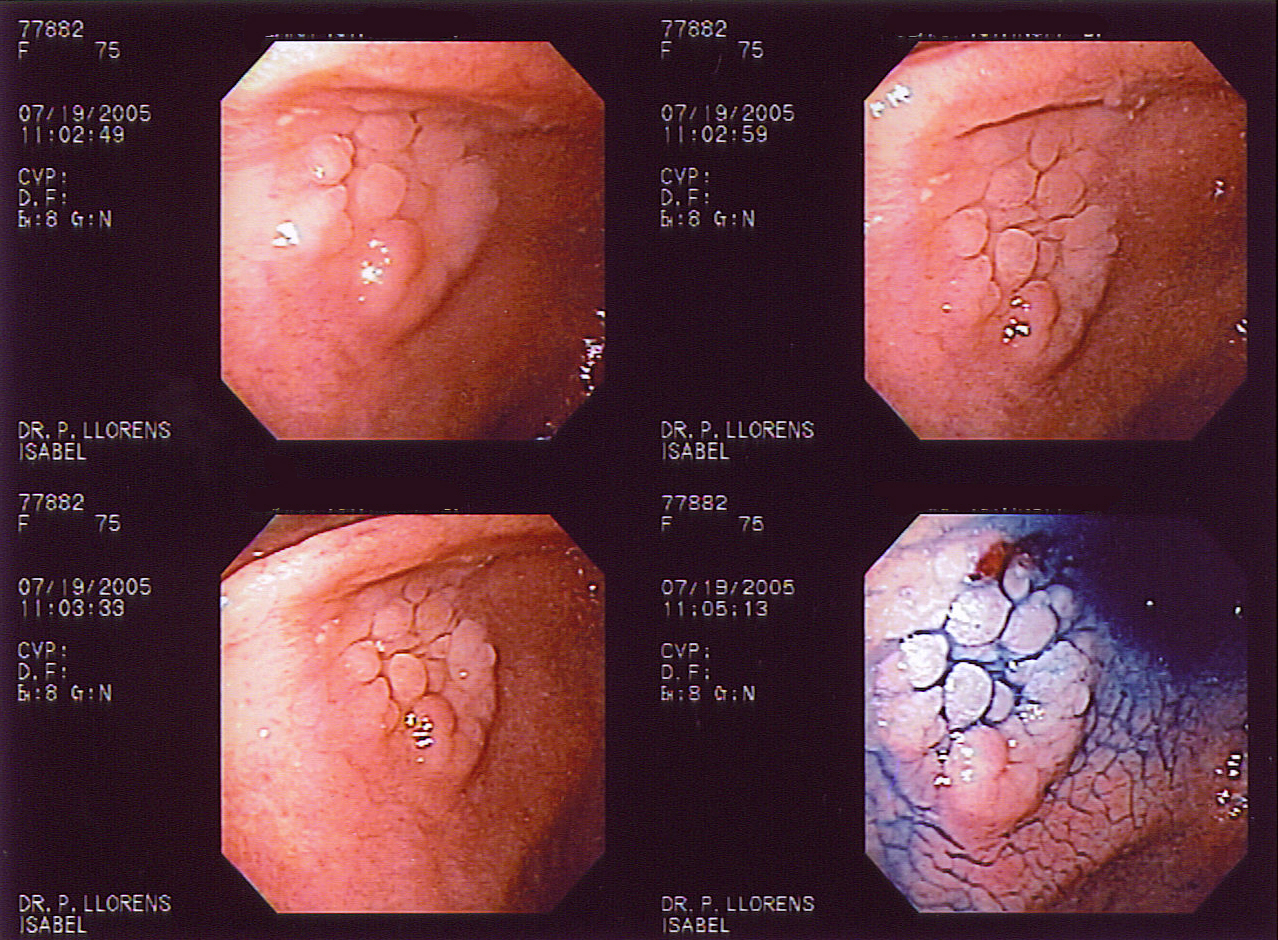 77882
F 75
07/19/2005
11:02:49
CVP:
D.F:
Eh:8 G:N
DR. P. LLORENS
ISABEL
77882
F 75
07/19/2005
11:02:59
CVP:
D.F:
Eh:8 G:N
DR. P. LLORENS
ISABEL
77882
F 75
07/19/2005
11:03:33
CVP:
D.F:
Eh:8 G:N
DR. P. LLORENS
ISABEL
77882
F 75
07/19/2005
11:05:13
CVP:
D.F:
Eh:8 G:N
DR. P. LLORENS
ISABEL